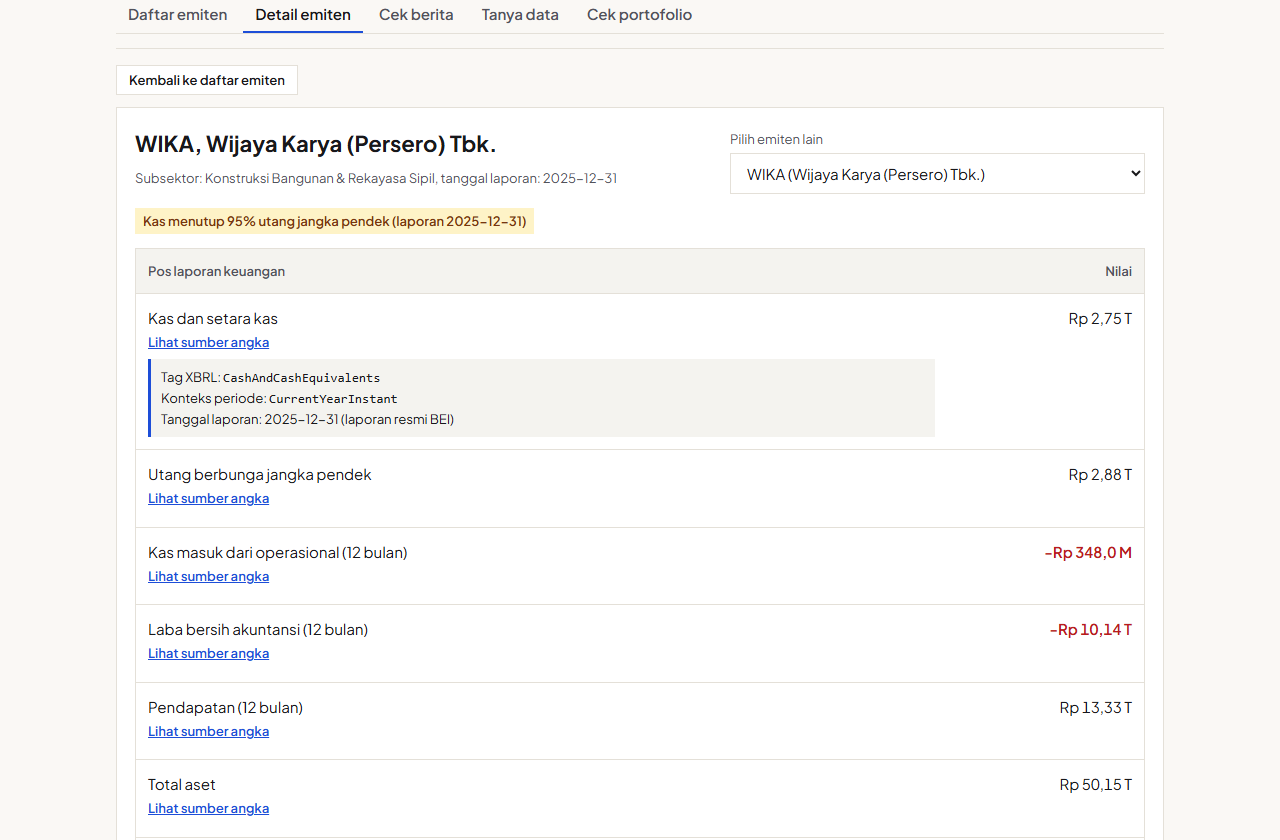 Daftar emiten
Detail emiten
Cek berita
Tanya data
Cek portofolio
Kembali ke daftar emiten
WIKA, Wijaya Karya (Persero) Tbk.
Subsektor: Konstruksi Bangunan & Rekayasa Sipil, tanggal laporan: 2025-12-31
Pilih emiten lain
WIKA (Wijaya Karya (Persero) Tbk.)
Kas menutup 95% utang jangka pendek (laporan 2025-12-31)
Pos laporan keuangan
Nilai
Kas dan setara kas
Rp 2,75 T
Lihat sumber angka
Tag XBRL: CashAndCashEquivalents
Konteks periode: CurrentYearInstant
Tanggal laporan: 2025-12-31 (laporan resmi BEI)
Utang berbunga jangka pendek
Rp 2,88 T
Lihat sumber angka
Kas masuk dari operasional (12 bulan)
-Rp 348,0 M
Lihat sumber angka
Laba bersih akuntansi (12 bulan)
-Rp 10,14 T
Lihat sumber angka
Pendapatan (12 bulan)
Rp 13,33 T
Lihat sumber angka
Total aset
Rp 50,15 T
Lihat sumber angka